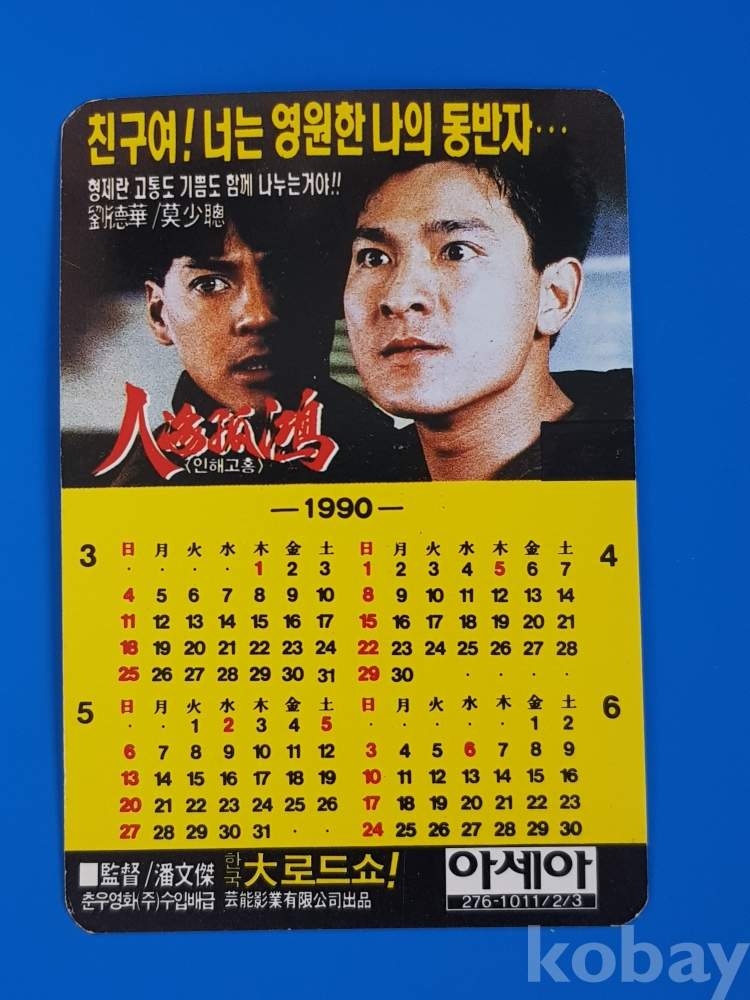 친구여! 너는 영원한 나의 동반자...
형제란 고통도 기쁨도 함께 나누는거야!!
劉德華/莫少聰
人海孤鴻
〈인해고홍〉
—1990—
3
日 月 火 水 木 金 土
· · · · 1 2 3
4 5 6 7 8 9 10
11 12 13 14 15 16 17
18 19 20 21 22 23 24
25 26 27 28 29 30 31
4
日 月 火 水 木 金 土
1 2 3 4 5 6 7
8 9 10 11 12 13 14
15 16 17 18 19 20 21
22 23 24 25 26 27 28
29 30 · · · ·
5
日 月 火 水 木 金 土
· · 1 2 3 4 5
6 7 8 9 10 11 12
13 14 15 16 17 18 19
20 21 22 23 24 25 26
27 28 29 30 31 · ·
6
日 月 火 水 木 金 土
· · · · · 1 2
3 4 5 6 7 8 9
10 11 12 13 14 15 16
17 18 19 20 21 22 23
24 25 26 27 28 29 30
■監督/潘文傑
춘우영화(주)수입배급
한국 大로드쇼!
芸能影業有限公司出品
아세아
276-1011/2/3
kobay